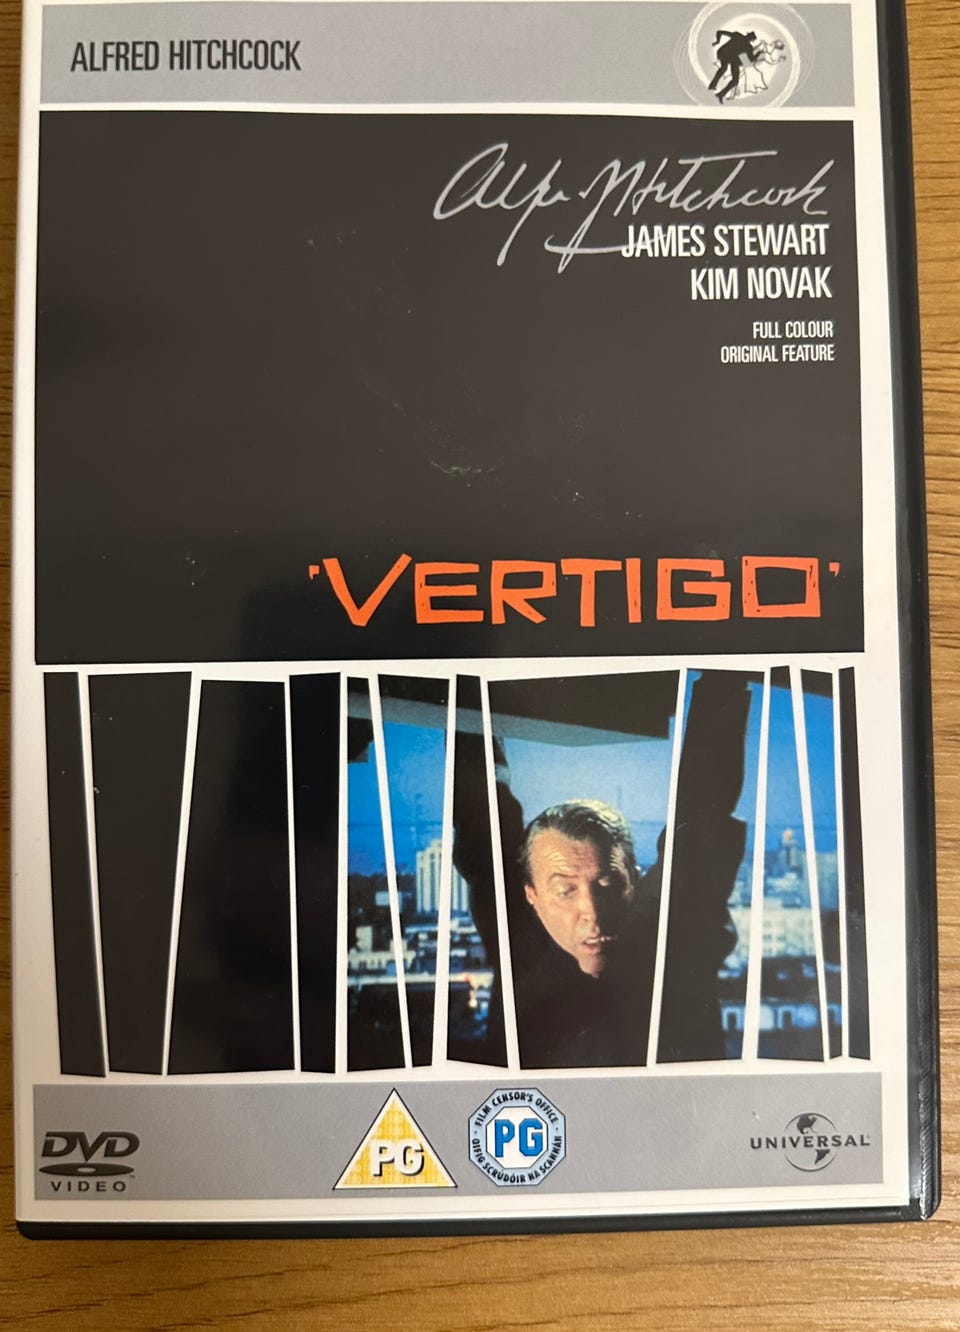 ALFRED HITCHCOCK
Alfred Hitchcock
JAMES STEWART
KIM NOVAK
FULL COLOUR
ORIGINAL FEATURE
'VERTIGO'
DVD
VIDEO
PG
FILM CENSOR'S OFFICE
PG
OIFIG SCRÚDÓIR NA SCANNÁN
UNIVERSAL